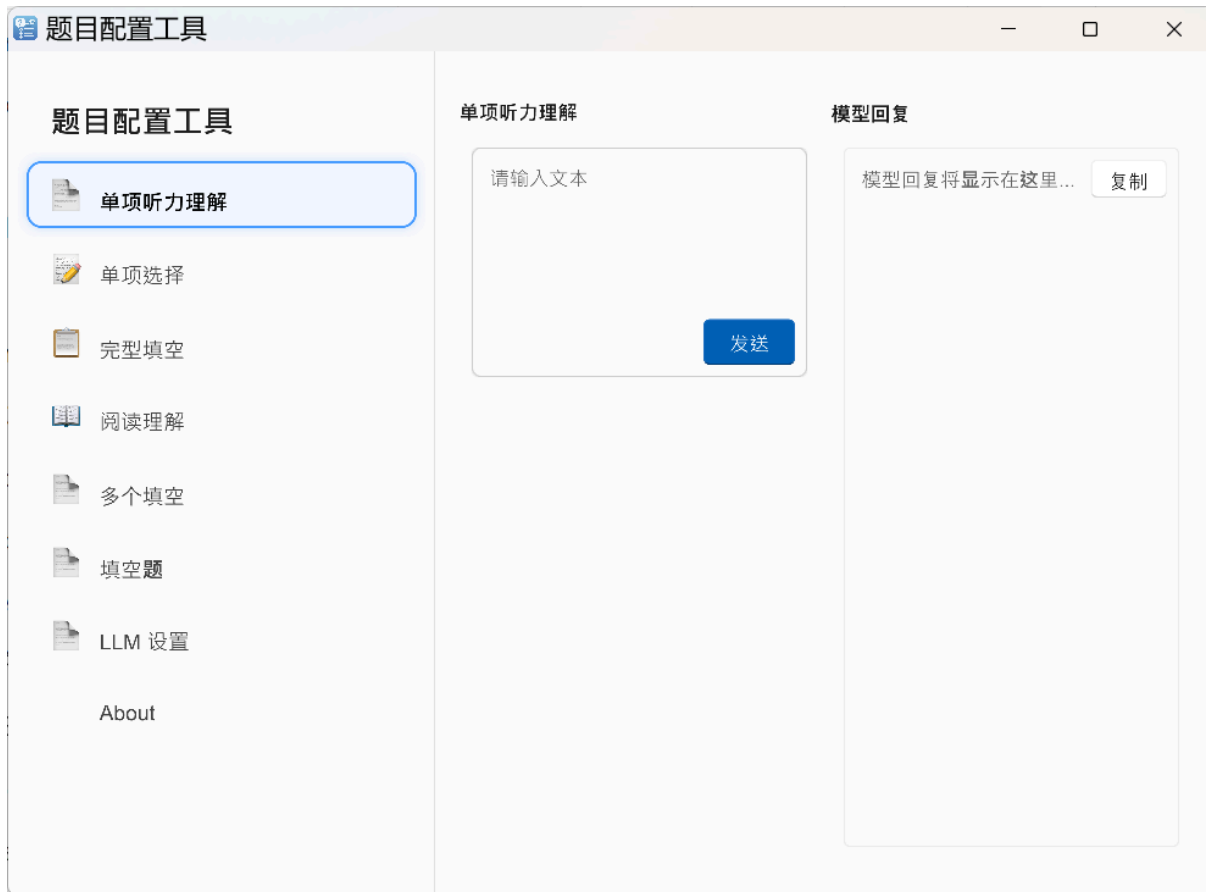 题目配置工具
题目配置工具
单项听力理解
单项选择
完型填空
阅读理解
多个填空
填空题
LLM 设置
About
单项听力理解
请输入文本
发送
模型回复
模型回复将显示在这里...
复制